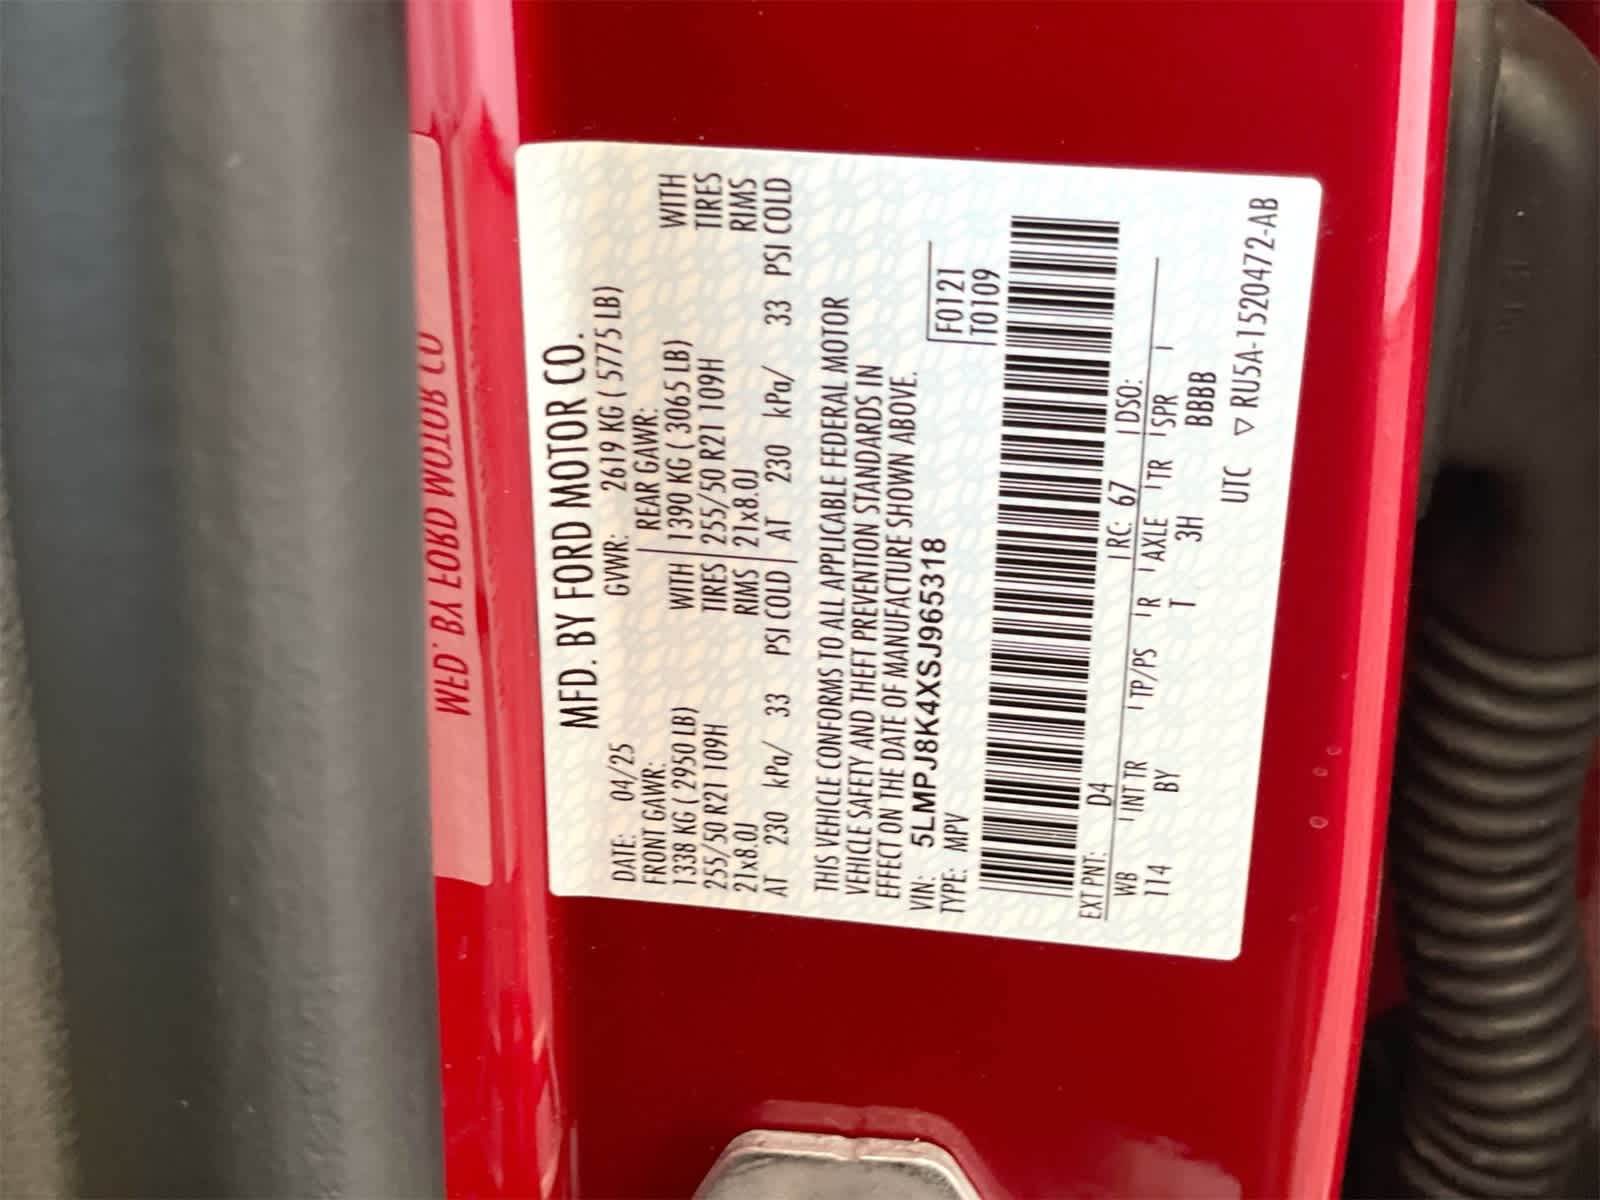 MFD. BY FORD MOTOR CO.
DATE: 04/25 GVWR: 2619 KG ( 5775 LB)
FRONT GAWR: REAR GAWR:
1338 KG ( 2950 LB) WITH 1390 KG ( 3065 LB) WITH
255/50 R21 109H TIRES 255/50 R21 109H TIRES
21x8.0J RIMS 21x8.0J RIMS
AT 230 kPa/ 33 PSI COLD AT 230 kPa/ 33 PSI COLD
THIS VEHICLE CONFORMS TO ALL APPLICABLE FEDERAL MOTOR
VEHICLE SAFETY AND THEFT PREVENTION STANDARDS IN
EFFECT ON THE DATE OF MANUFACTURE SHOWN ABOVE.
VIN: 5LMPJ8K4XSJ965318
TYPE: MPV
F0121
T0109
EXT PNT: D4 RC: 67 DSO:
WB INT TR TP/PS R AXLE TR SPR
114 BY T 3H BBBB
UTC ▽ RU5A-1520472-AB